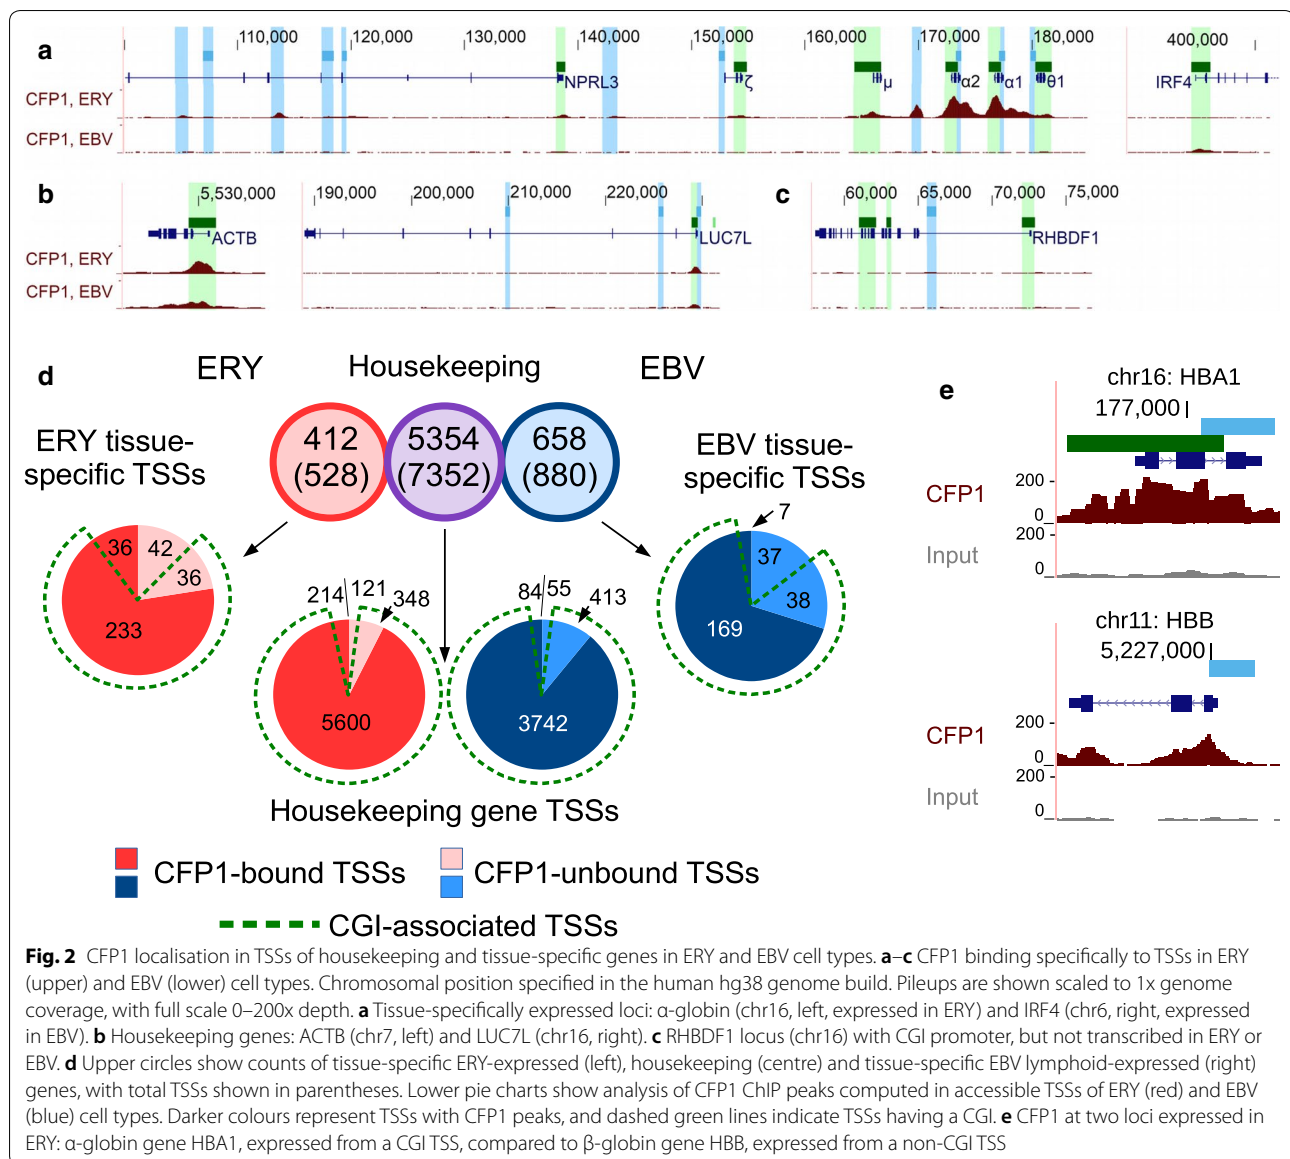 a
110,000 120,000 130,000 140,000 150,000 160,000 170,000 180,000 400,000
NPRL3 ζ μ α2 α1 θ1 IRF4
CFP1, ERY
CFP1, EBV
b
5,530,000 190,000 200,000 210,000 220,000
c
60,000 65,000 70,000 75,000
ACTB LUC7L RHBDF1
CFP1, ERY
CFP1, EBV
d
ERY Housekeeping EBV
412
(528)
5354
(7352)
658
(880)
ERY tissue-
specific TSSs
EBV tissue-
specific TSSs
36 42
36
233
7
37
38
169
214 121 348
5600
84 55 413
3742
Housekeeping gene TSSs
CFP1-bound TSSs CFP1-unbound TSSs
CGI-associated TSSs
e
chr16: HBA1
177,000
CFP1
200
0
Input
200
0
chr11: HBB
5,227,000
CFP1
200
0
Input
200
0
Fig. 2 CFP1 localisation in TSSs of housekeeping and tissue-specific genes in ERY and EBV cell types. a–c CFP1 binding specifically to TSSs in ERY
(upper) and EBV (lower) cell types. Chromosomal position specified in the human hg38 genome build. Pileups are shown scaled to 1x genome
coverage, with full scale 0–200x depth. a Tissue-specifically expressed loci: α-globin (chr16, left, expressed in ERY) and IRF4 (chr6, right, expressed
in EBV). b Housekeeping genes: ACTB (chr7, left) and LUC7L (chr16, right). c RHBDF1 locus (chr16) with CGI promoter, but not transcribed in ERY or
EBV. d Upper circles show counts of tissue-specific ERY-expressed (left), housekeeping (centre) and tissue-specific EBV lymphoid-expressed (right)
genes, with total TSSs shown in parentheses. Lower pie charts show analysis of CFP1 ChIP peaks computed in accessible TSSs of ERY (red) and EBV
(blue) cell types. Darker colours represent TSSs with CFP1 peaks, and dashed green lines indicate TSSs having a CGI. e CFP1 at two loci expressed in
ERY: α-globin gene HBA1, expressed from a CGI TSS, compared to β-globin gene HBB, expressed from a non-CGI TSS